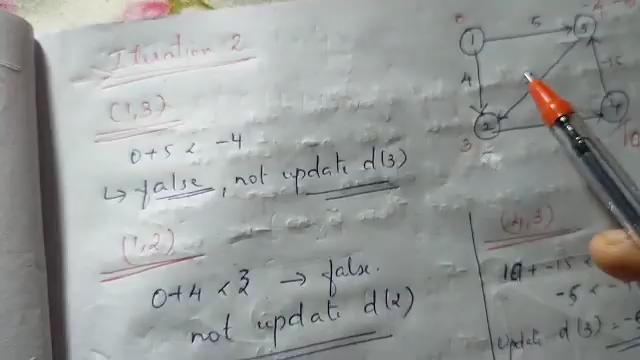 Iteration 2
(1,3)
0+5 < -4
↳ false, not update d(3)
(1,2)
0+4 < 3 → false.
not update d(2)
1
5
3
4
-15
2
4
3
10
(4,3)
10+-15 <
-5 < -
Update d(3) =